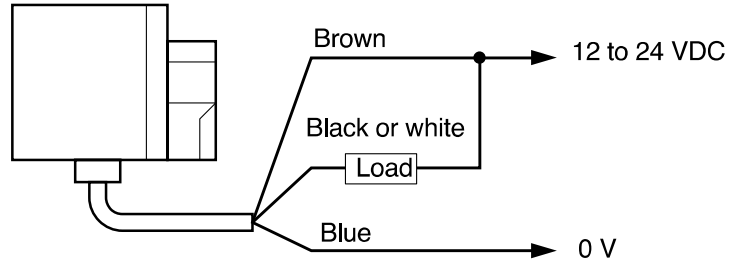 Brown
12 to 24 VDC
Black or white
Load
Blue
0 V